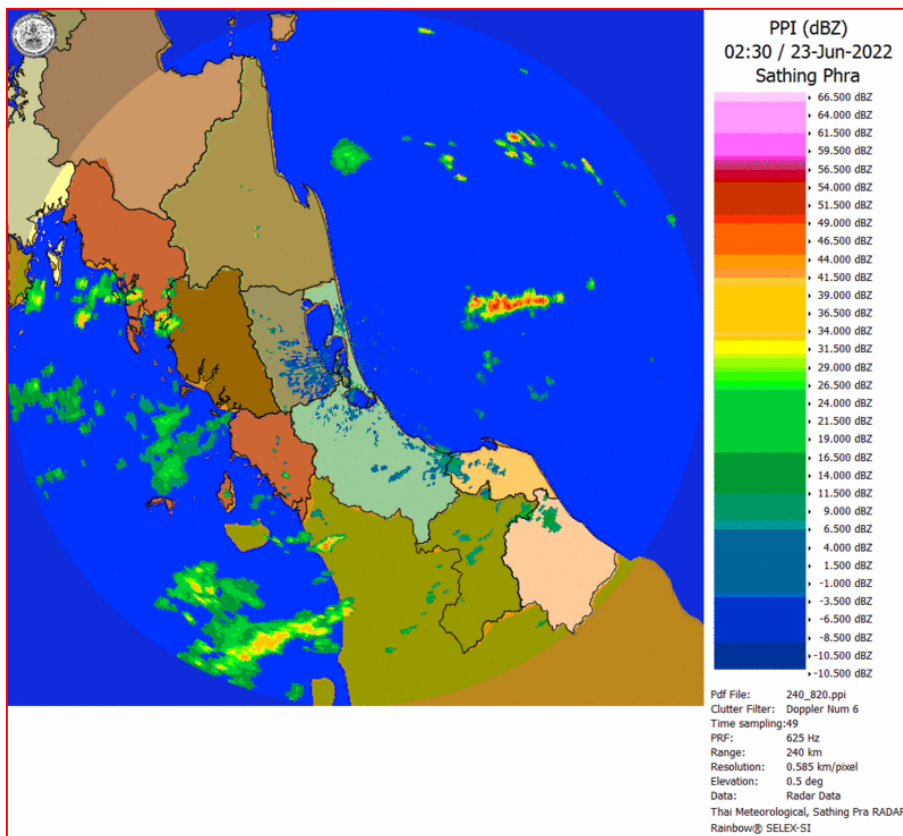 PPI (dBZ)
02:30 / 23-Jun-2022
Sathing Phra
66.500 dBZ
64.000 dBZ
61.500 dBZ
59.500 dBZ
56.500 dBZ
54.000 dBZ
51.500 dBZ
49.000 dBZ
46.500 dBZ
44.000 dBZ
41.500 dBZ
39.000 dBZ
36.500 dBZ
34.000 dBZ
31.500 dBZ
29.000 dBZ
26.500 dBZ
24.000 dBZ
21.500 dBZ
19.000 dBZ
16.500 dBZ
14.000 dBZ
11.500 dBZ
9.000 dBZ
6.500 dBZ
4.000 dBZ
1.500 dBZ
-1.000 dBZ
-3.500 dBZ
-8.500 dBZ
-10.500 dBZ
-10.500 dBZ
Pdf File: 240_820.ppi
Clutter Filter: Doppler Num 6
Time sampling:49
PRF: 625 Hz
Range: 240 km
Resolution: 0.585 km/pixel
Elevation: 0.5 deg
Data: Radar Data
Thai Meteorological, Sathing Pra RADAR
Rainbow® SELEX-SI